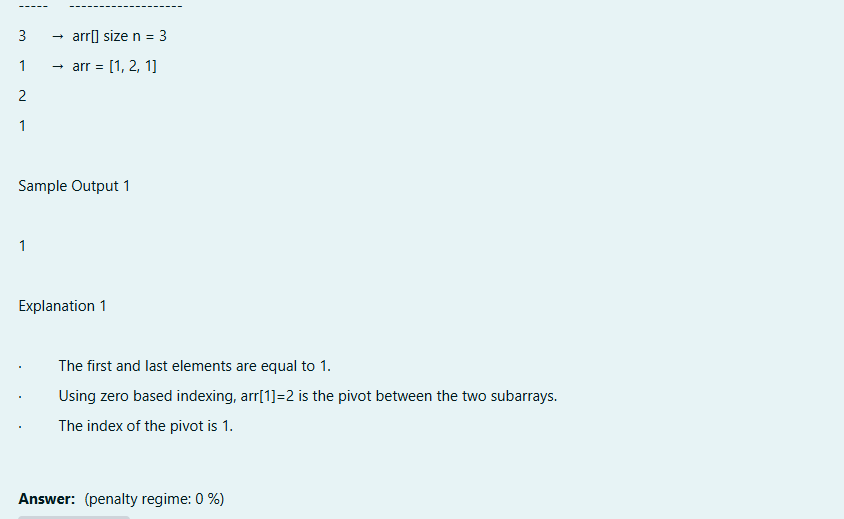 ----- -------------------
3 → arr[] size n = 3
1 → arr = [1, 2, 1]
2
1
Sample Output 1
1
Explanation 1
· The first and last elements are equal to 1.
· Using zero based indexing, arr[1]=2 is the pivot between the two subarrays.
· The index of the pivot is 1.
Answer: (penalty regime: 0 %)